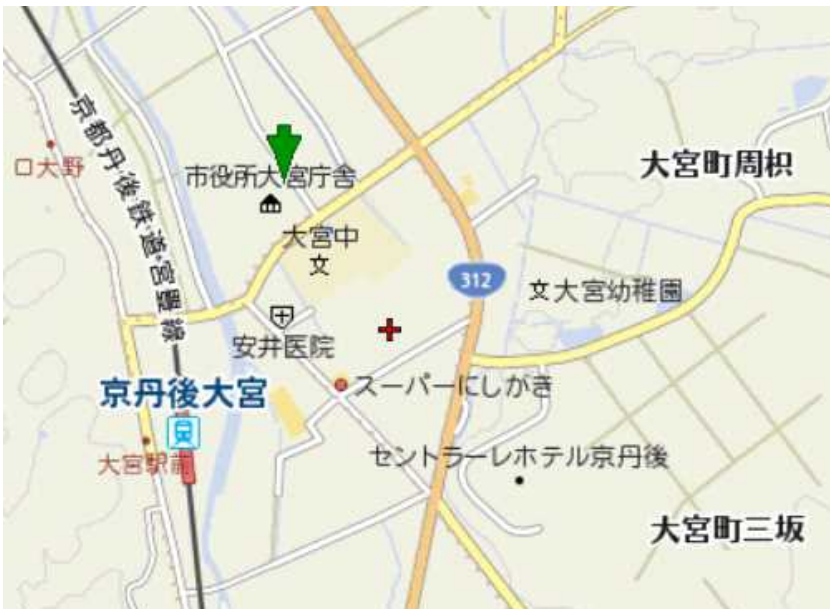 京都丹後鉄道宮豊線
口大野
市役所大宮庁舎
大宮町周枳
大宮中
文
312
文大宮幼稚園
安井医院
京丹後大宮
スーパーにしがき
大宮駅前
セントラーレホテル京丹後
大宮町三坂